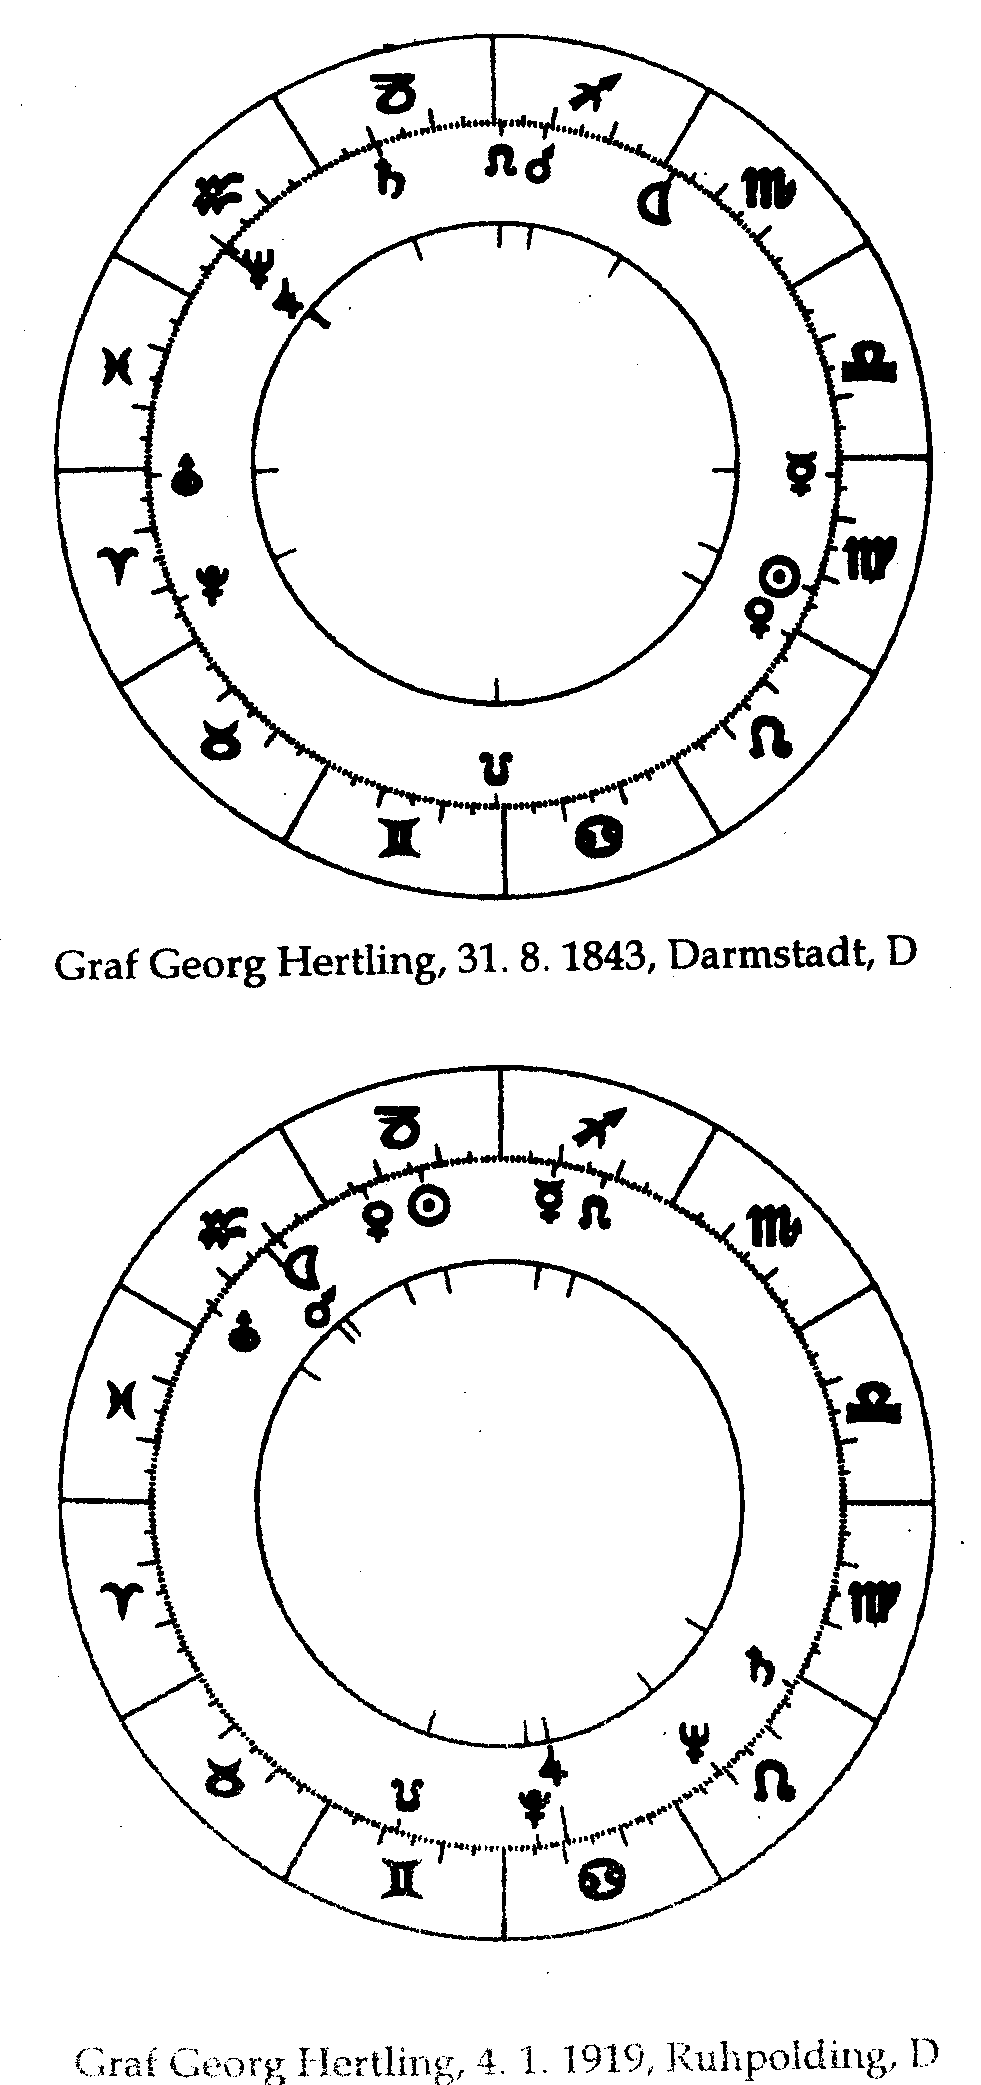 Graf Georg Hertling, 31. 8. 1843, Darmstadt, D
Graf Georg Hertling, 4. 1. 1919, Ruhpolding, D